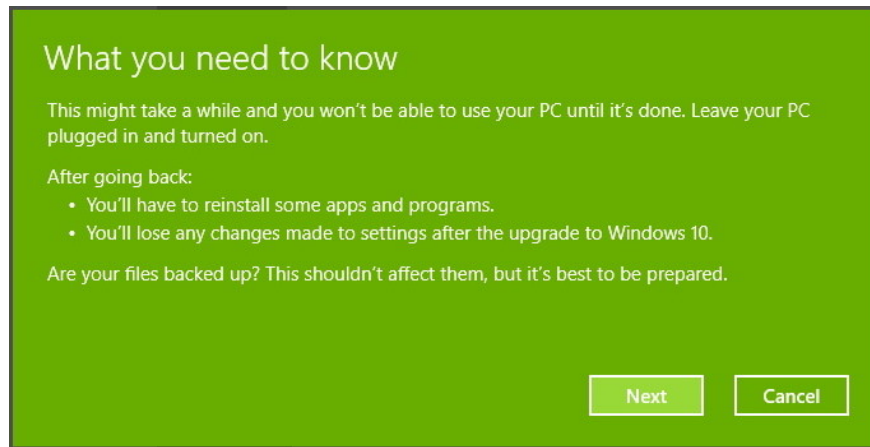 What you need to know
This might take a while and you won't be able to use your PC until it's done. Leave your PC
plugged in and turned on.
After going back:
• You'll have to reinstall some apps and programs.
• You'll lose any changes made to settings after the upgrade to Windows 10.
Are your files backed up? This shouldn't affect them, but it's best to be prepared.
Next Cancel